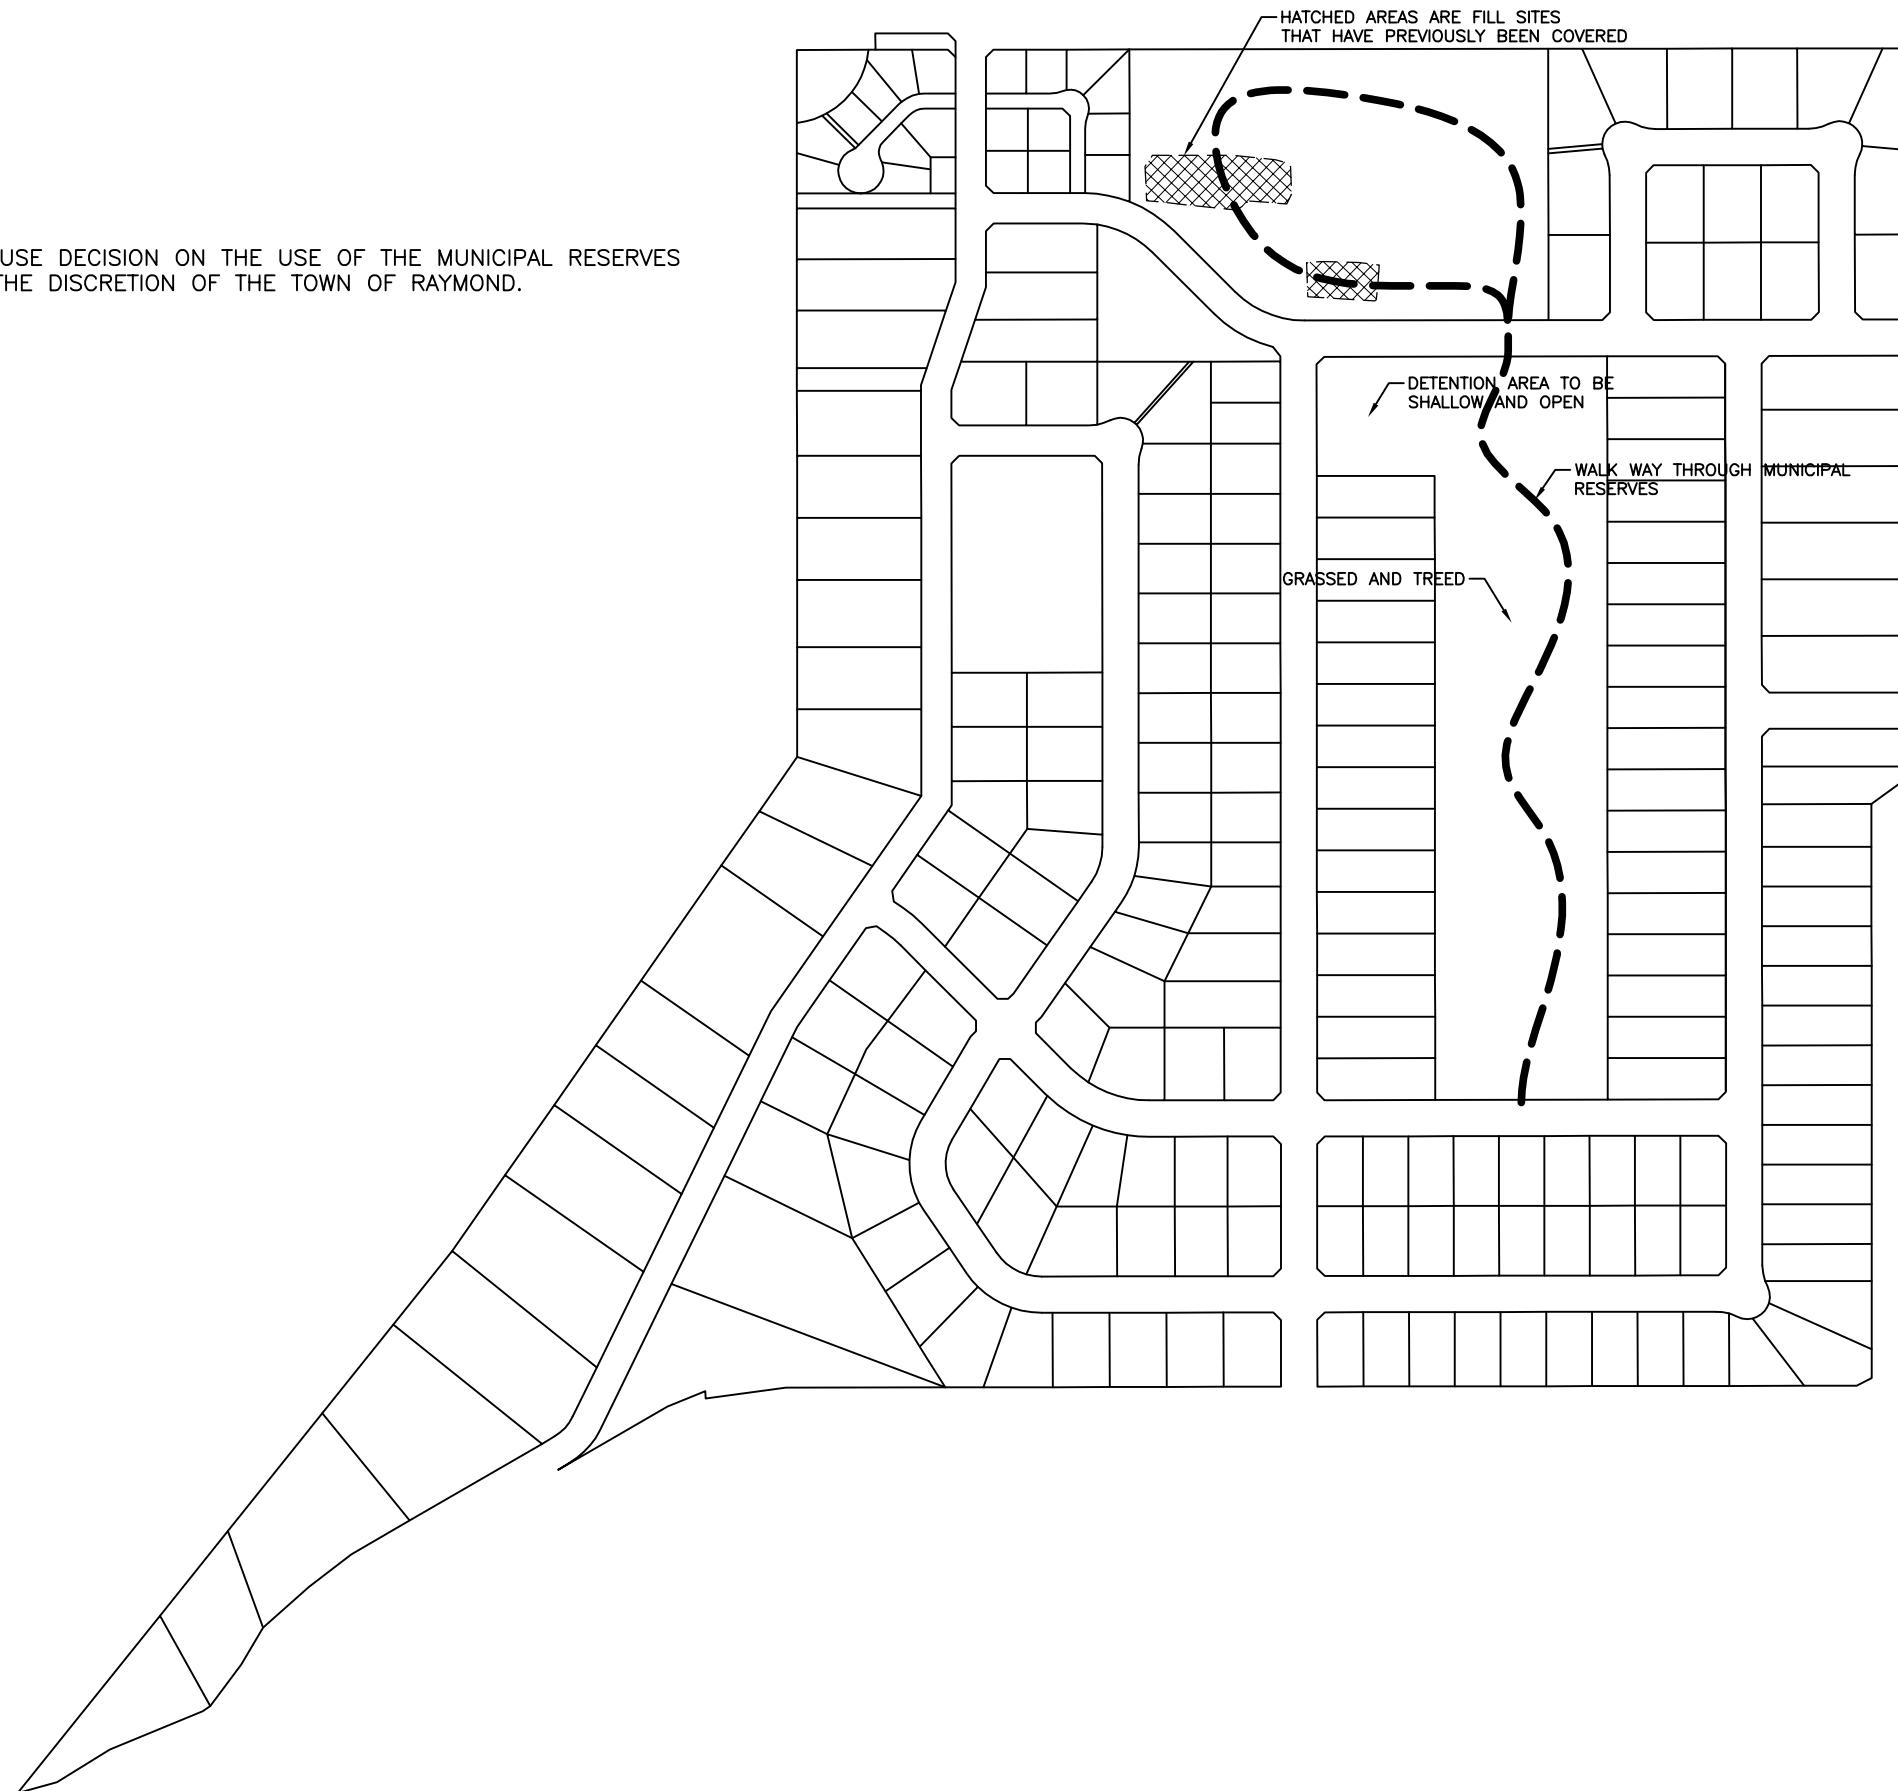 HATCHED AREAS ARE FILL SITES
THAT HAVE PREVIOUSLY BEEN COVERED
USE DECISION ON THE USE OF THE MUNICIPAL RESERVES
THE DISCRETION OF THE TOWN OF RAYMOND.
DETENTION AREA TO BE
SHALLOW AND OPEN
WALK WAY THROUGH MUNICIPAL
RESERVES
GRASSED AND TREED